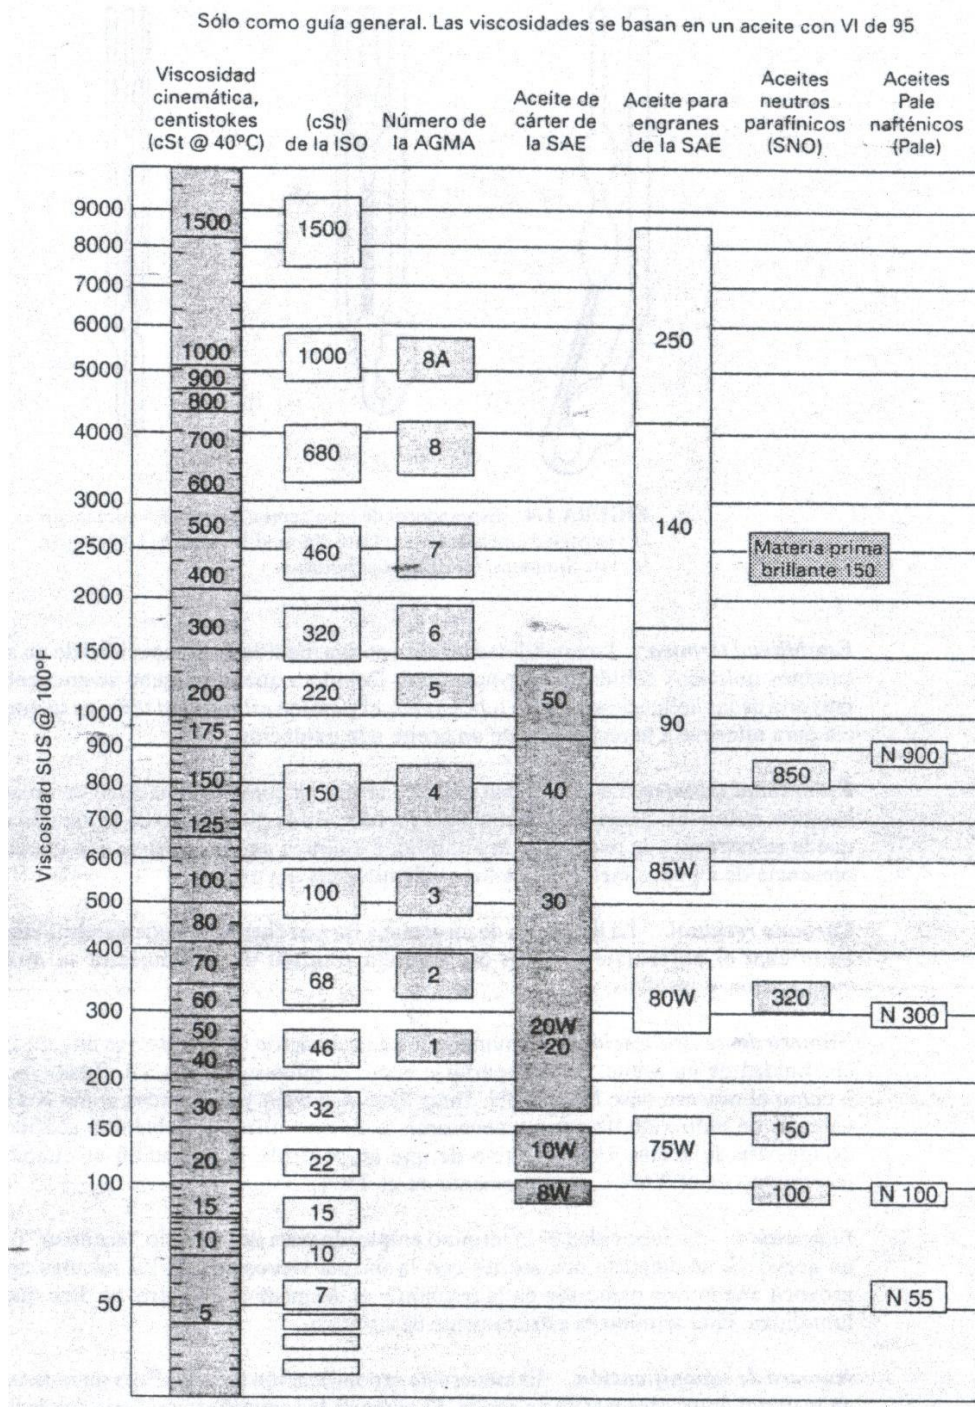 Sólo como guía general. Las viscosidades se basan en un aceite con VI de 95
Viscosidad
cinemática,
centistokes
(cSt @ 40°C)
(cSt)
de la ISO
Número de
la AGMA
Aceite de
cárter de
la SAE
Aceite para
engranes
de la SAE
Aceites
neutros
parafínicos
(SNO)
Aceites
Pale
nafténicos
(Pale)
Viscosidad SUS @ 100°F
9000
8000
7000
6000
5000
4000
3000
2500
2000
1500
1000
900
800
700
600
500
400
300
200
150
100
50
1500
1000
900
800
700
600
500
400
300
200
175
150
125
100
80
70
60
50
40
30
20
15
10
5
1500
1000
680
460
320
220
150
100
68
46
32
22
15
10
7
8A
8
7
6
5
4
3
2
1
50
40
30
20W
20
10W
8W
250
140
90
85W
80W
75W
Materia prima
brillante 150
850
320
150
100
N 900
N 300
N 100
N 55